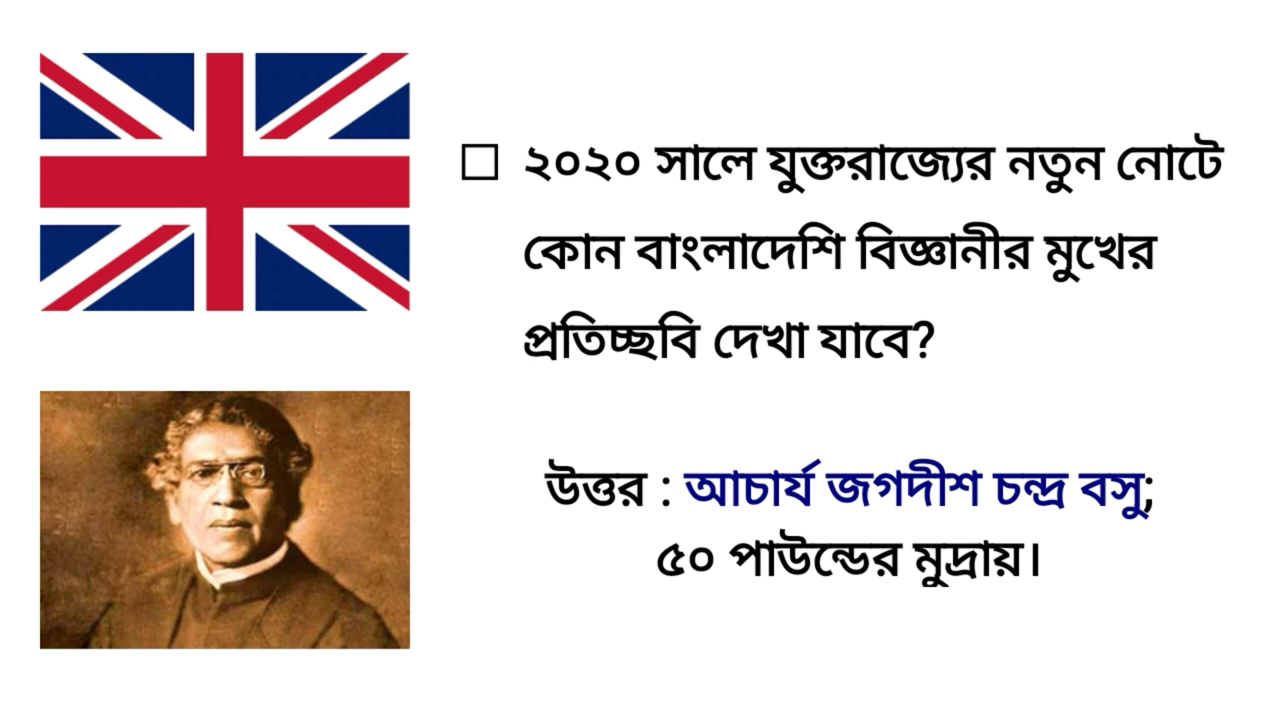 □ ২০২০ সালে যুক্তরাজ্যের নতুন নোটে
কোন বাংলাদেশি বিজ্ঞানীর মুখের
প্রতিচ্ছবি দেখা যাবে?
উত্তর : আচার্য জগদীশ চন্দ্র বসু;
৫০ পাউন্ডের মুদ্রায়।